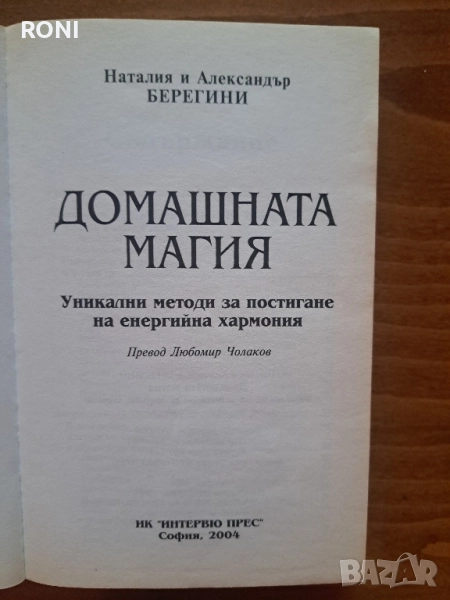 RONI
Наталия и Александър
БЕРЕГИНИ
ДОМАШНАТА
МАГИЯ
Уникални методи за постигане
на енергийна хармония
Превод Любомир Чолаков
ИК "ИНТЕРВЮ ПРЕС"
София, 2004
BAZAR